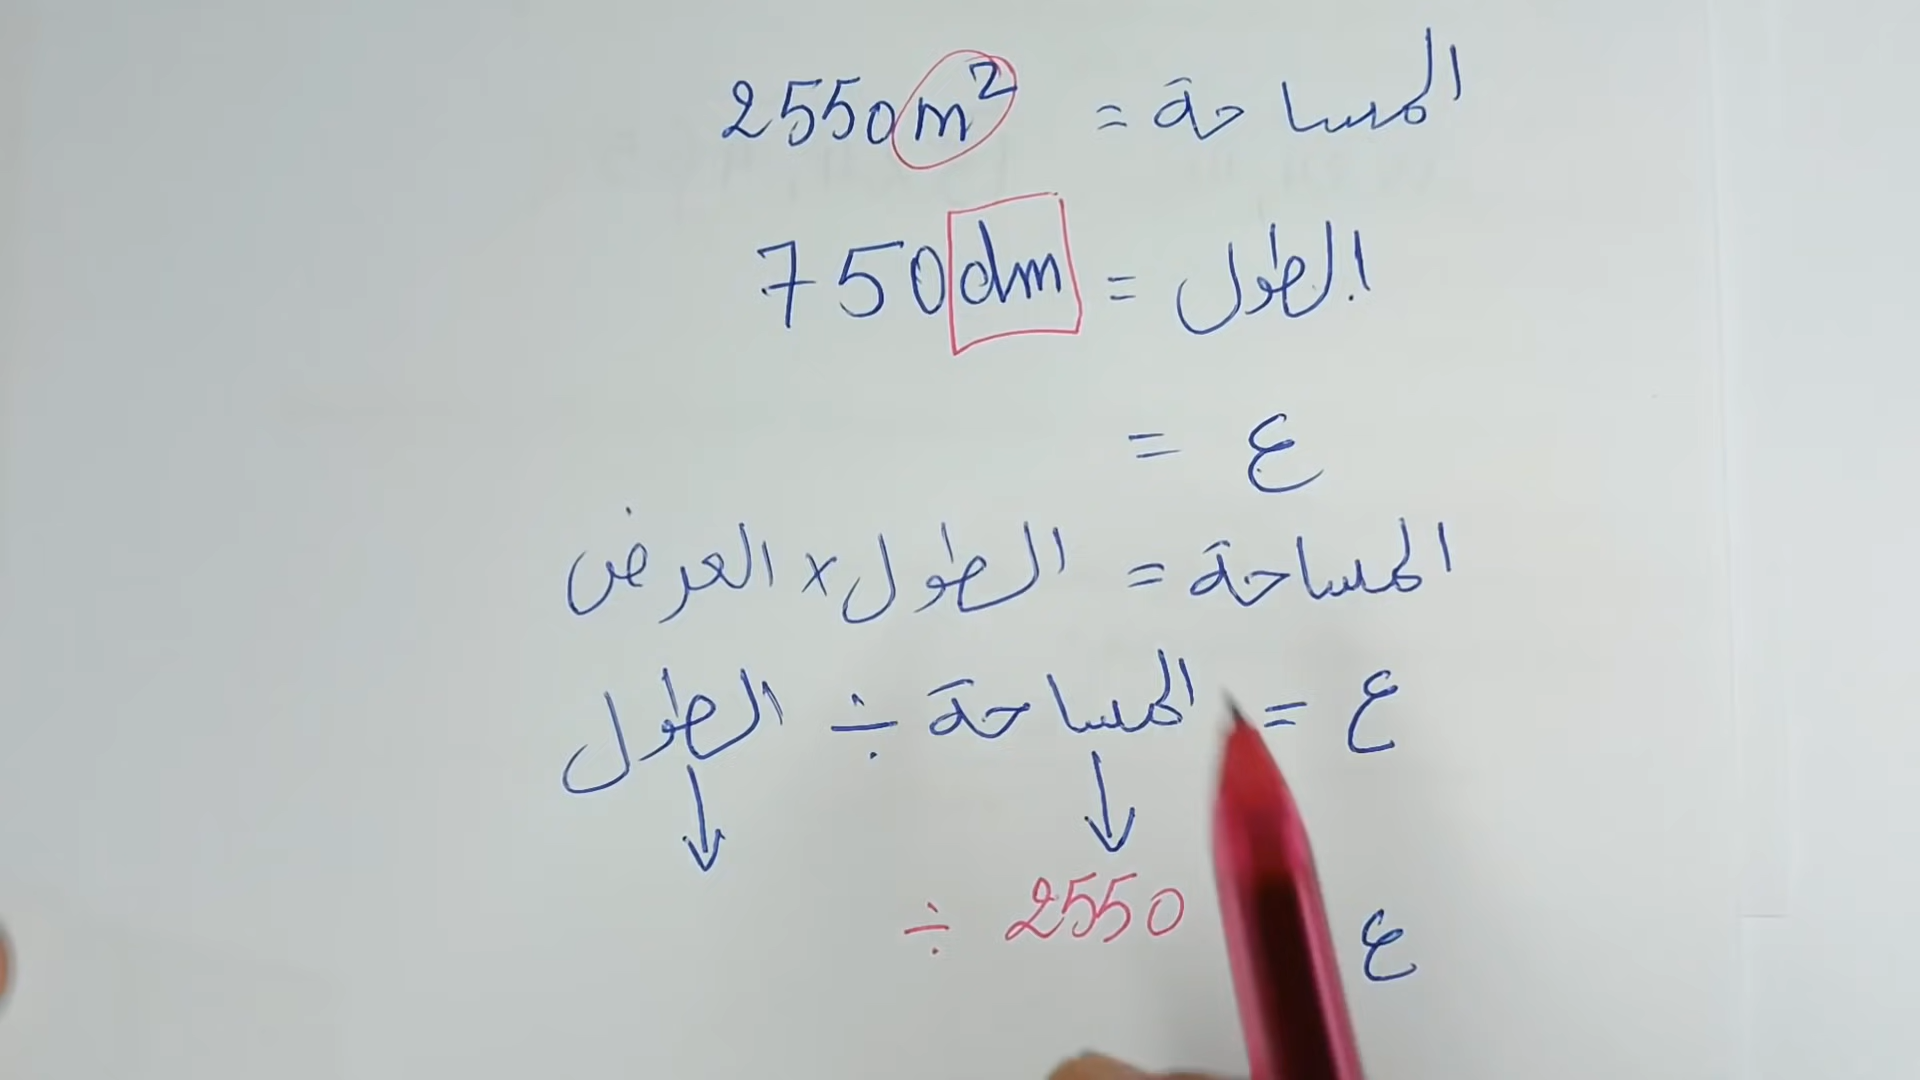 المساحة = 2550m²
الطول = 750dm
ع =
المساحة = الطول × العرض
ع = المساحة ÷ الطول
ع 2550 ÷